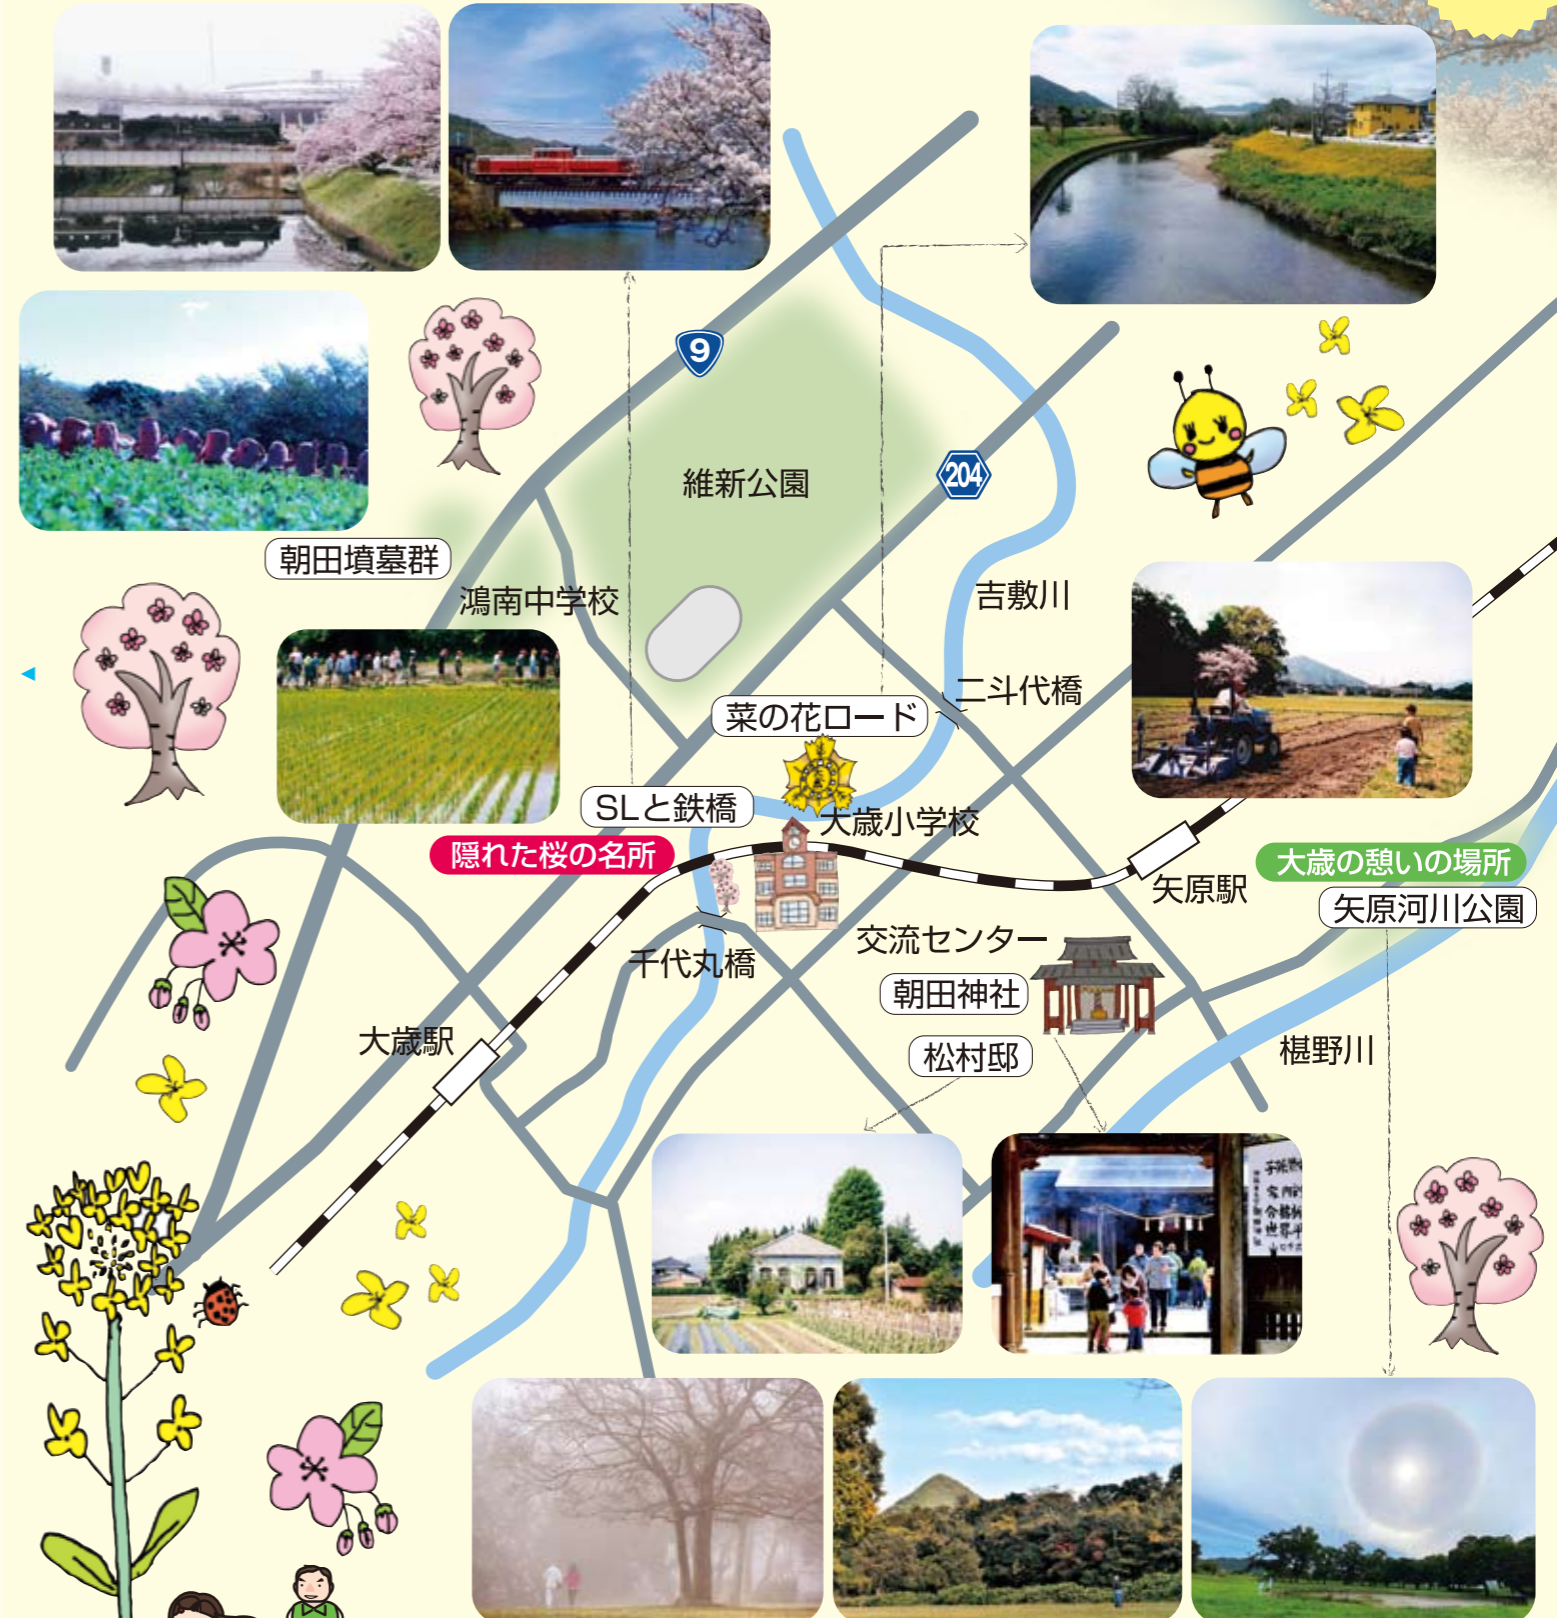 9
維新公園
204
朝田墳墓群
鴻南中学校
吉敷川
二斗代橋
菜の花ロード
SLと鉄橋
大歳小学校
隠れた桜の名所
大歳の憩いの場所
矢原駅
矢原河川公園
交流センター
千代丸橋
朝田神社
大歳駅
松村邸
椹野川